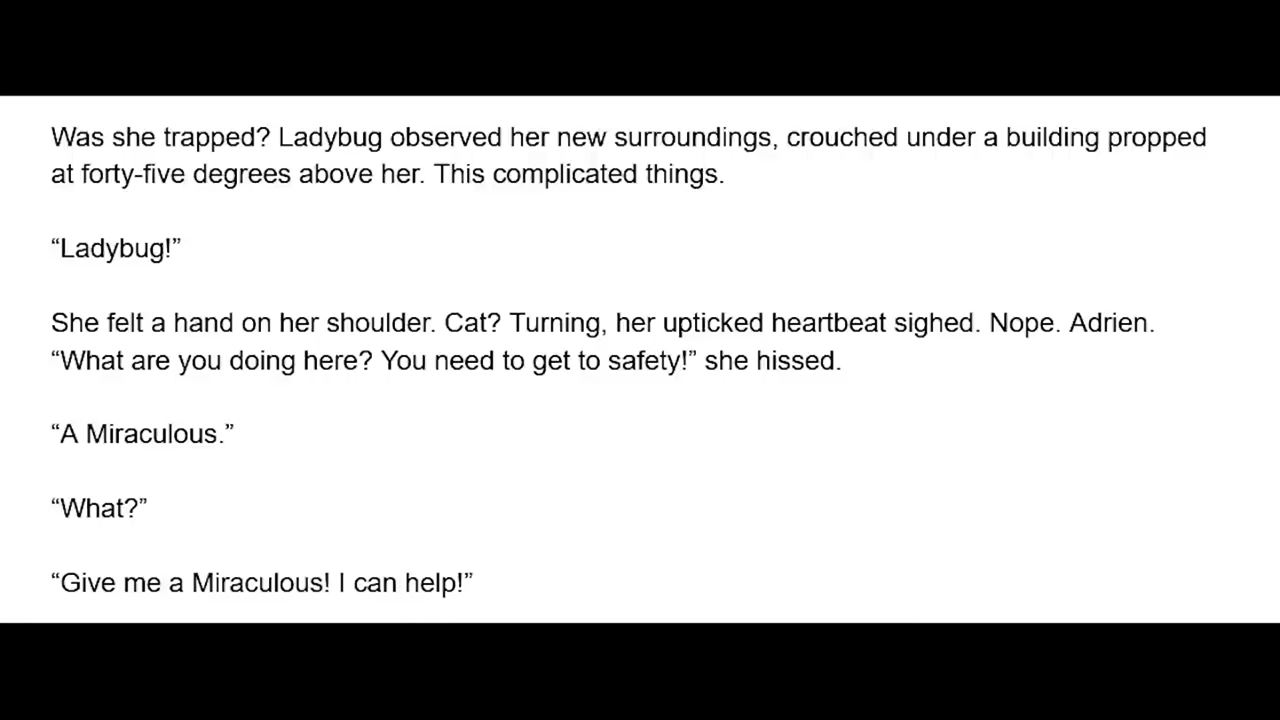 Was she trapped? Ladybug observed her new surroundings, crouched under a building propped
at forty-five degrees above her. This complicated things.
“Ladybug!”
She felt a hand on her shoulder. Cat? Turning, her upticked heartbeat sighed. Nope. Adrien.
“What are you doing here? You need to get to safety!” she hissed.
“A Miraculous.”
“What?”
“Give me a Miraculous! I can help!”